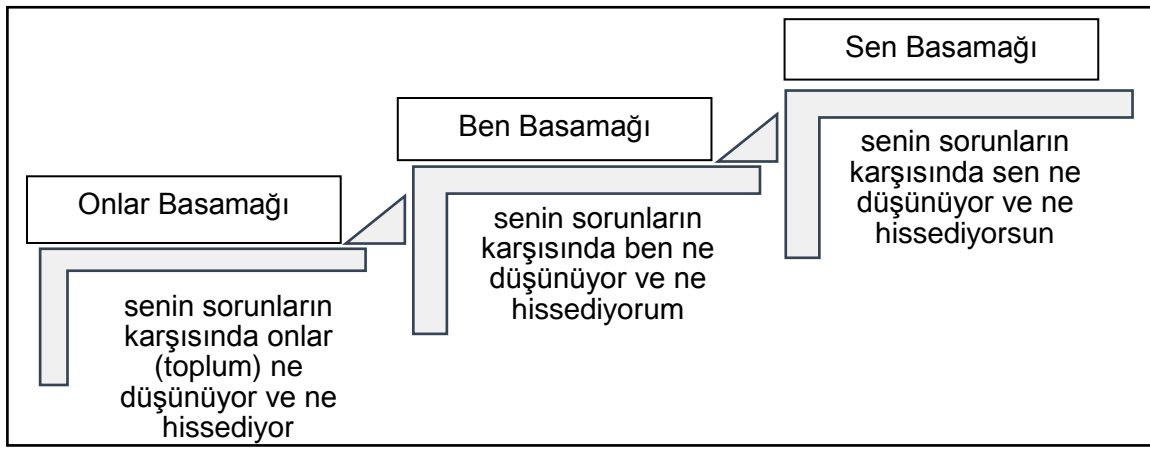 Sen Basamağı
senin sorunların
karşısında sen ne
düşünüyor ve ne
hissediyorsun
Ben Basamağı
senin sorunların
karşısında ben ne
düşünüyor ve ne
hissediyorum
Onlar Basamağı
senin sorunların
karşısında onlar
(toplum) ne
düşünüyor ve ne
hissediyor